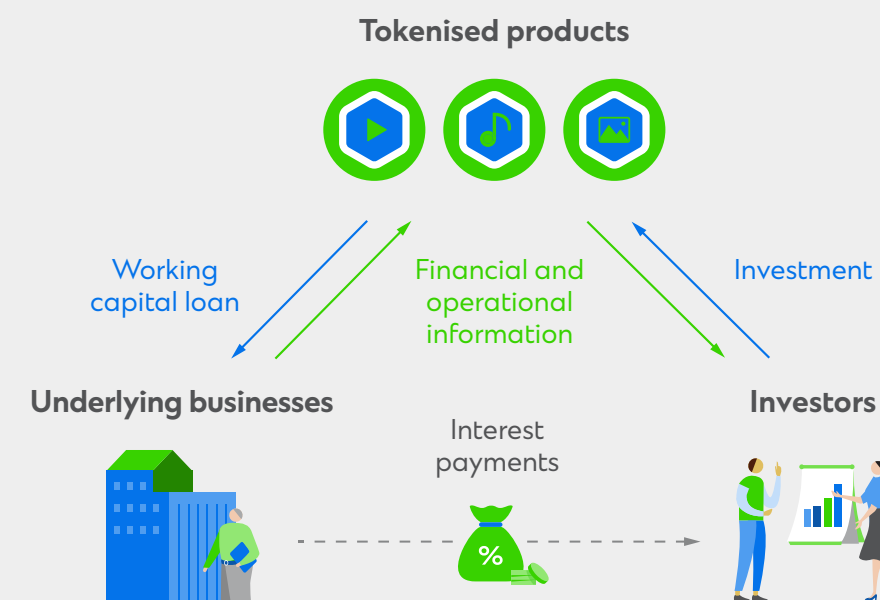 Tokenised products
Working
capital loan
Financial and
operational
information
Investment
Underlying businesses
Investors
Interest
payments
%